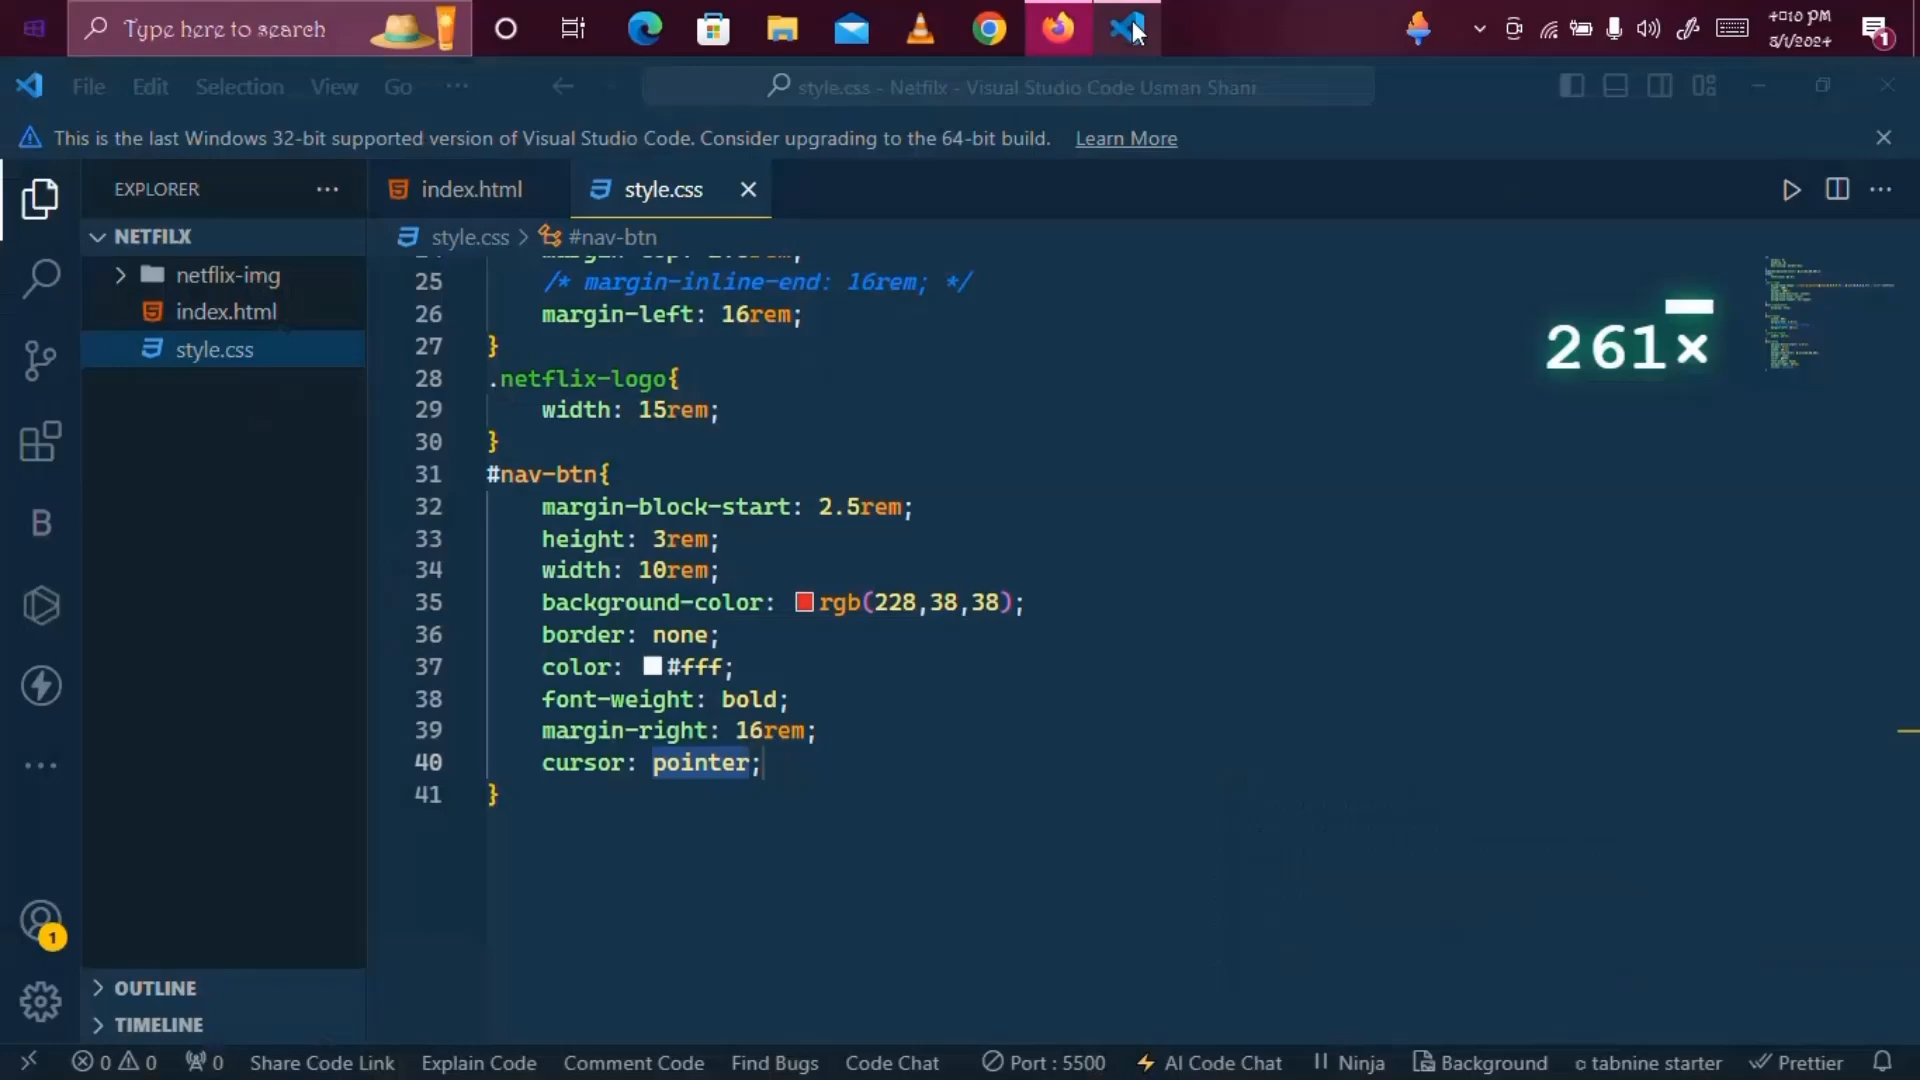 Type here to search
4:10 PM
5/1/2024
1
File Edit Selection View Go ...
style.css - Netfilx - Visual Studio Code Usman Shani
This is the last Windows 32-bit supported version of Visual Studio Code. Consider upgrading to the 64-bit build. Learn More
EXPLORER
index.html
style.css
NETFILX
style.css > #nav-btn
netflix-img
index.html
style.css
25 /* margin-inline-end: 16rem; */
26 margin-left: 16rem;
27 }
28 .netflix-logo{
29 width: 15rem;
30 }
31 #nav-btn{
32 margin-block-start: 2.5rem;
33 height: 3rem;
34 width: 10rem;
35 background-color: rgb(228,38,38);
36 border: none;
37 color: #fff;
38 font-weight: bold;
39 margin-right: 16rem;
40 cursor: pointer;
41 }
261×
B
1
OUTLINE
TIMELINE
0 0 0 Share Code Link Explain Code Comment Code Find Bugs Code Chat Port : 5500 AI Code Chat Ninja Background tabnine starter Prettier